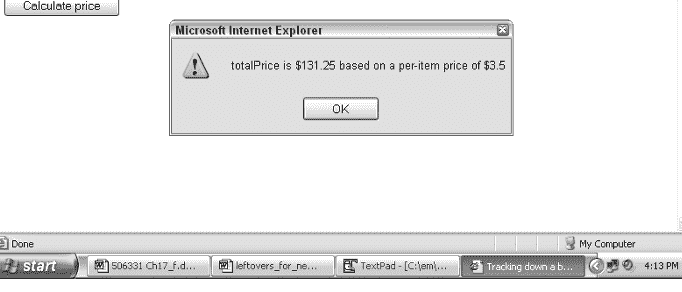 Calculate price
Microsoft Internet Explorer
totalPrice is $131.25 based on a per-item price of $3.5
OK
Done
My Computer
start
506331 Ch17_f.d...
leftovers_for_ne...
TextPad - [C:\em\...
Tracking down a b...
4:13 PM